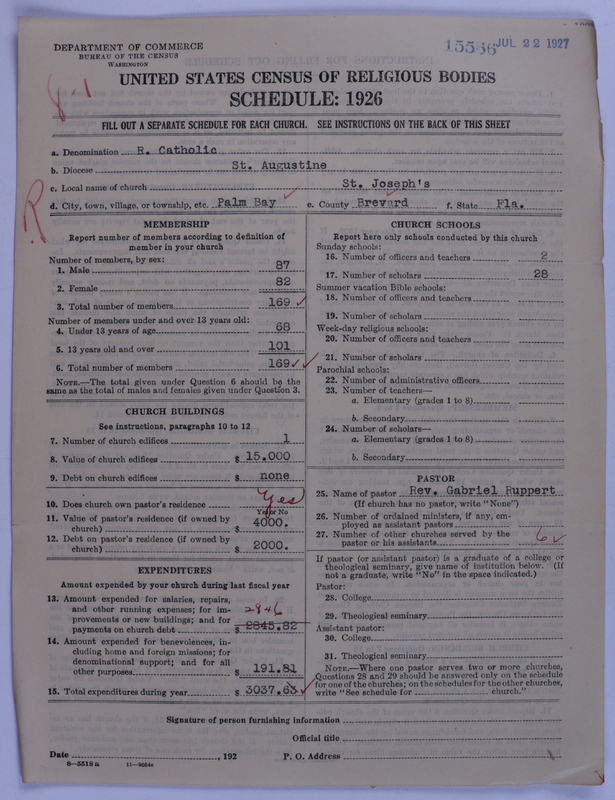 15536 JUL 22 1927
DEPARTMENT OF COMMERCE
BUREAU OF THE CENSUS
WASHINGTON
UNITED STATES CENSUS OF RELIGIOUS BODIES
SCHEDULE: 1926
FILL OUT A SEPARATE SCHEDULE FOR EACH CHURCH. SEE INSTRUCTIONS ON THE BACK OF THIS SHEET
a. Denomination R. Catholic
b. Diocese St. Augustine
c. Local name of church St. Joseph's
R
d. City, town, village, or township, etc. Palm Bay e. County Brevard f. State Fla.
MEMBERSHIP
Report number of members according to definition of
member in your church
Number of members, by sex:
1. Male 87
2. Female 82
3. Total number of members 169
Number of members under and over 13 years old:
4. Under 13 years of age 68
5. 13 years old and over 101
6. Total number of members 169
NOTE.—The total given under Question 6 should be the
same as the total of males and females given under Question 3.
CHURCH BUILDINGS
See instructions, paragraphs 10 to 12
7. Number of church edifices 1
8. Value of church edifices $ 15.000
9. Debt on church edifices $ none
10. Does church own pastor's residence Yes
Yes or No
11. Value of pastor's residence (if owned by
church) $ 4000.
12. Debt on pastor's residence (if owned by
church) $ 2000.
EXPENDITURES
Amount expended by your church during last fiscal year
13. Amount expended for salaries, repairs,
and other running expenses; for im-
provements or new buildings; and for
payments on church debt $ 2845.82
2846
14. Amount expended for benevolences, in-
cluding home and foreign missions; for
denominational support; and for all
other purposes $ 191.81
15. Total expenditures during year $ 3037.63
CHURCH SCHOOLS
Report here only schools conducted by this church
Sunday schools:
16. Number of officers and teachers 2
17. Number of scholars 28
Summer vacation Bible schools:
18. Number of officers and teachers
19. Number of scholars
Week-day religious schools:
20. Number of officers and teachers
21. Number of scholars
Parochial schools:
22. Number of administrative officers
23. Number of teachers—
a. Elementary (grades 1 to 8)
b. Secondary
24. Number of scholars—
a. Elementary (grades 1 to 8)
b. Secondary
PASTOR
25. Name of pastor Rev. Gabriel Ruppert
(If church has no pastor, write "None")
26. Number of ordained ministers, if any, em-
ployed as assistant pastors
27. Number of other churches served by the
pastor or his assistants 6
If pastor (or assistant pastor) is a graduate of a college or
theological seminary, give name of institution below. (If
not a graduate, write "No" in the space indicated.)
Pastor:
28. College
29. Theological seminary
Assistant pastor:
30. College
31. Theological seminary
NOTE.—Where one pastor serves two or more churches,
Questions 28 and 29 should be answered only on the schedule
for one of the churches; on the schedules for the other churches,
write "See schedule for church."
Signature of person furnishing information
Official title
Date , 192 P. O. Address
8-5518a 11-9664